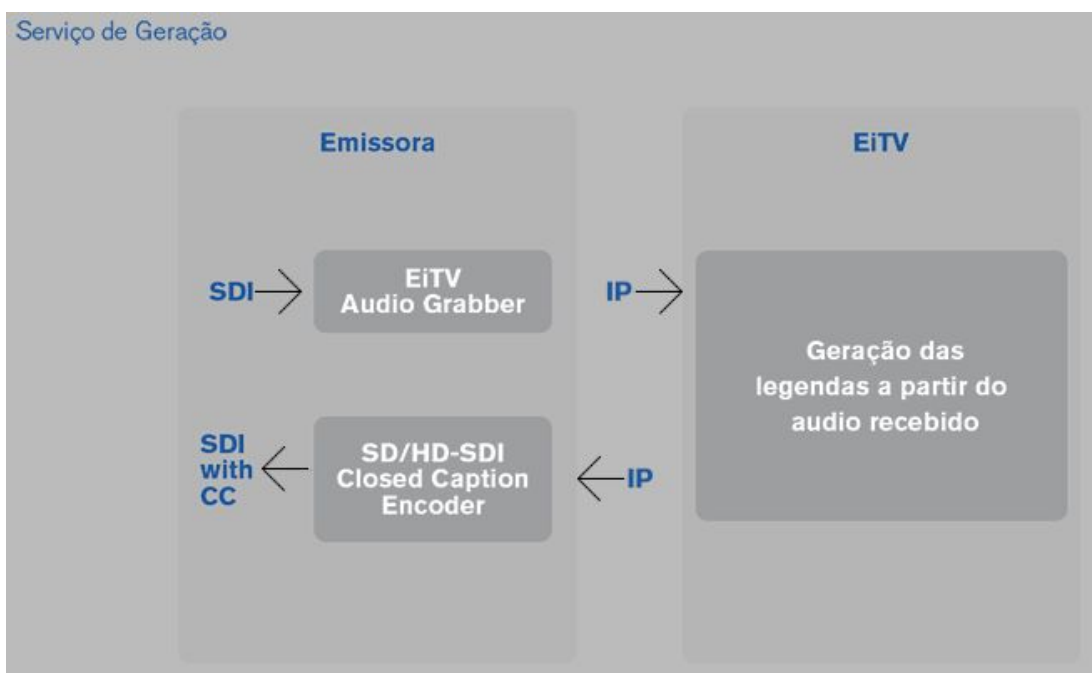 Serviço de Geração
Emissora
EiTV
SDI
EiTV
Audio Grabber
IP
Geração das
legendas a partir do
audio recebido
SDI
with
CC
SD/HD-SDI
Closed Caption
Encoder
IP